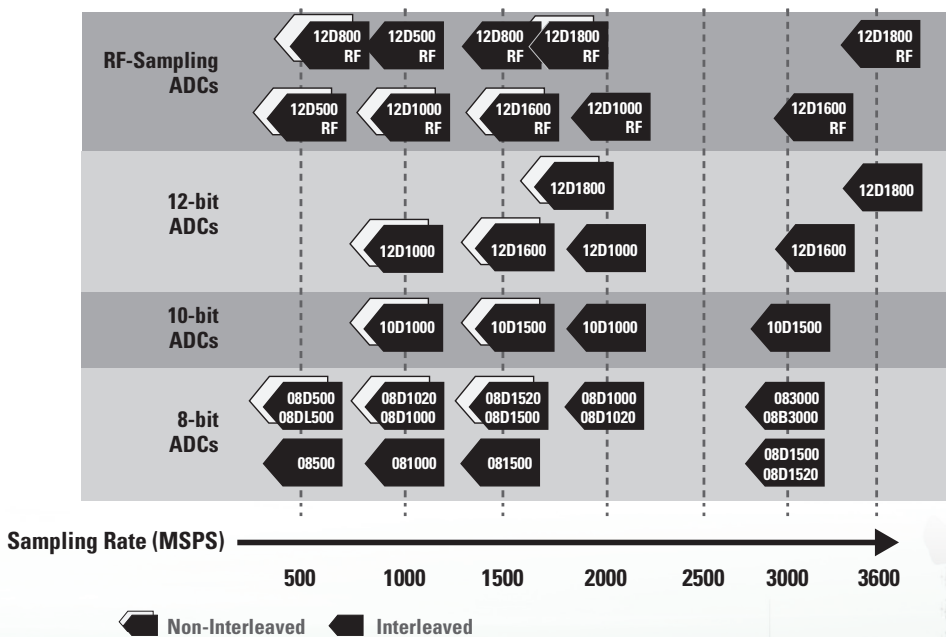 RF-Sampling
ADCs
12D800
RF
12D500
RF
12D800
RF
12D1800
RF
12D1800
RF
12D500
RF
12D1000
RF
12D1600
RF
12D1000
RF
12D1600
RF
12-bit
ADCs
12D1800
12D1800
12D1000
12D1600
12D1000
12D1600
10-bit
ADCs
10D1000
10D1500
10D1000
10D1500
8-bit
ADCs
08D500
08DL500
08D1020
08D1000
08D1520
08D1500
08D1000
08D1020
083000
08B3000
08500
081000
081500
08D1500
08D1520
Sampling Rate (MSPS)
500 1000 1500 2000 2500 3000 3600
Non-Interleaved Interleaved